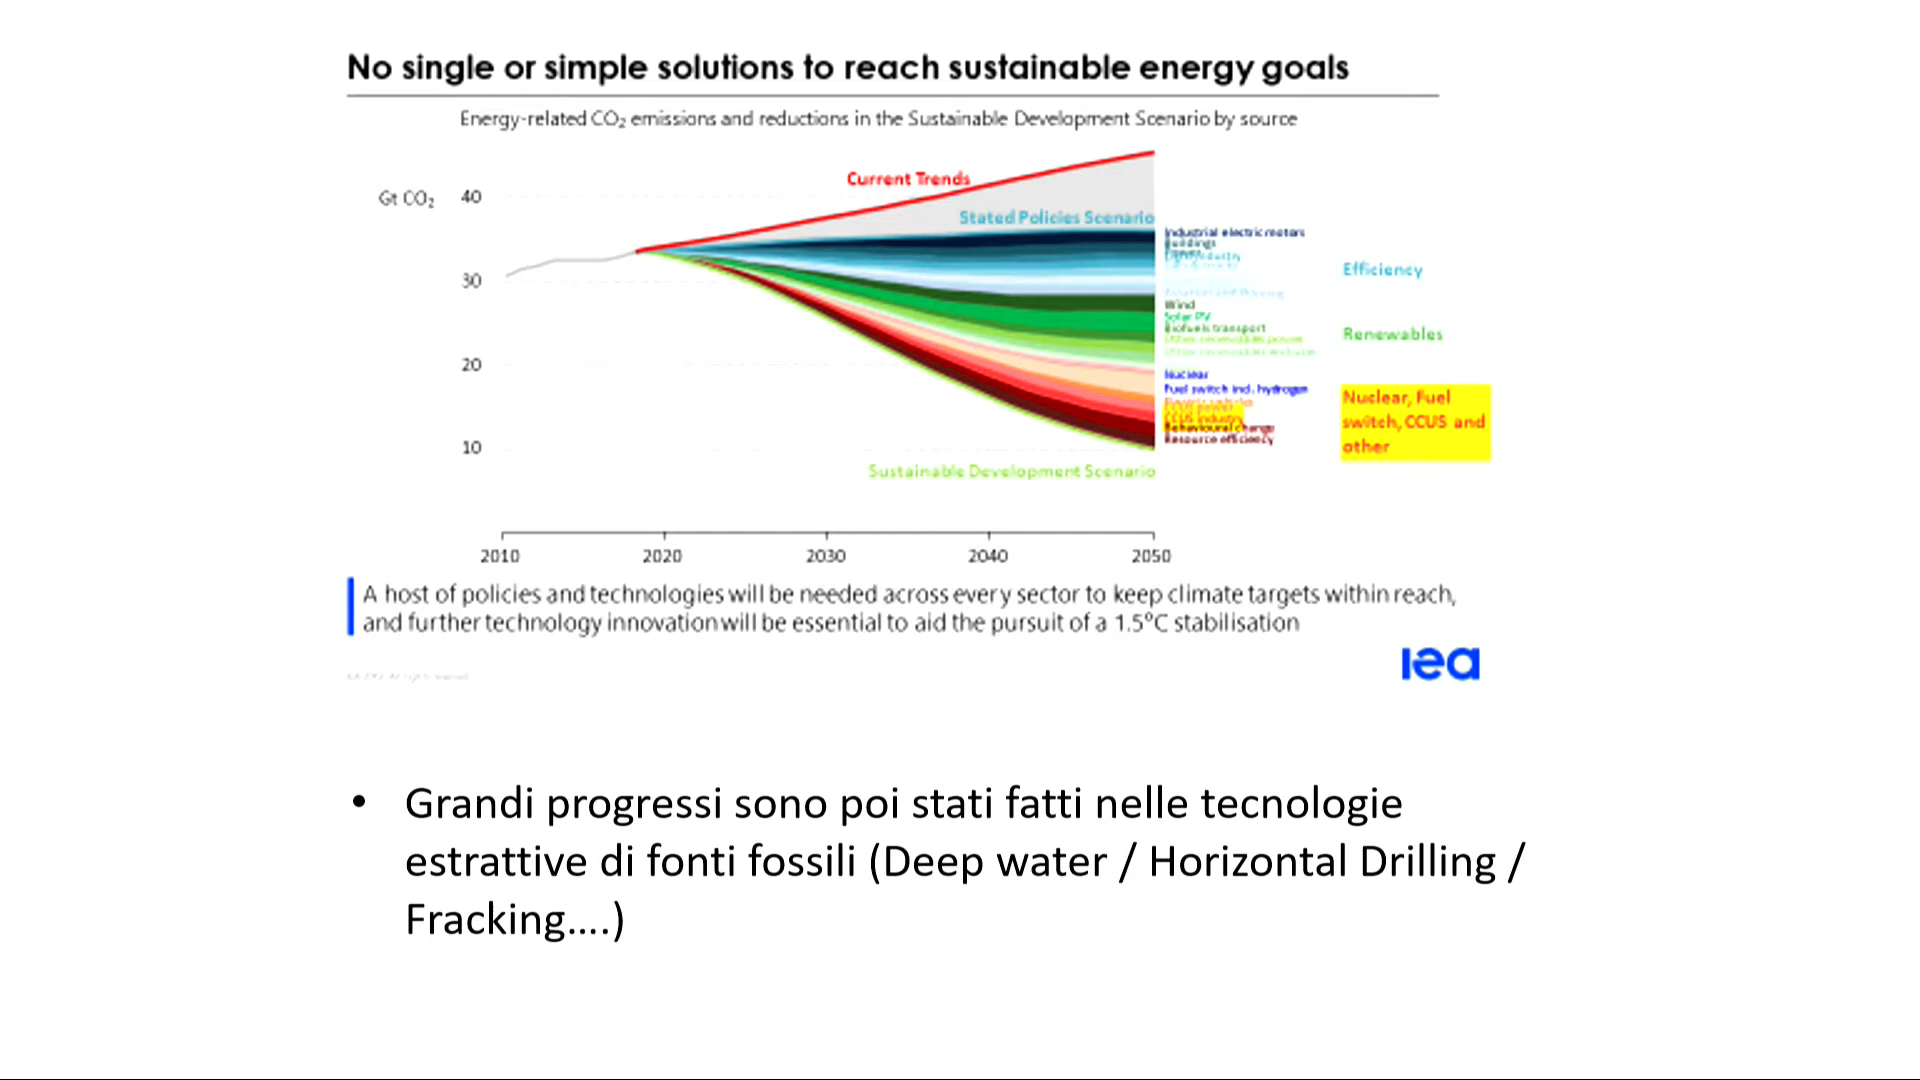 No single or simple solutions to reach sustainable energy goals
Energy-related CO₂ emissions and reductions in the Sustainable Development Scenario by source
Current Trends
Gt CO₂
40
Stated Policies Scenario
Industrial electric motors
Buildings
Efficiency
30
Wind
Solar PV
Biofuels transport
Renewables
20
Nuclear
Fuel switch incl. hydrogen
CCUS industry
Behavioural change
Resource efficiency
Nuclear, Fuel
switch, CCUS and
other
10
Sustainable Development Scenario
2010 2020 2030 2040 2050
A host of policies and technologies will be needed across every sector to keep climate targets within reach,
and further technology innovation will be essential to aid the pursuit of a 1.5°C stabilisation
iea
• Grandi progressi sono poi stati fatti nelle tecnologie
estrattive di fonti fossili (Deep water / Horizontal Drilling /
Fracking....)